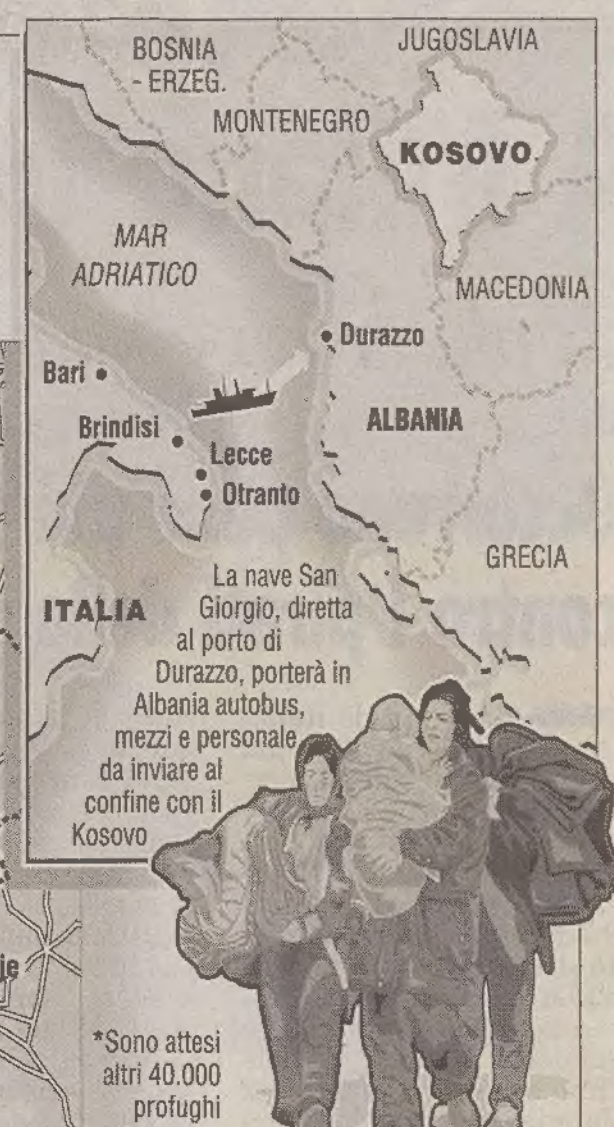 BOSNIA
- ERZEG.
JUGOSLAVIA
MONTENEGRO
KOSOVO
MAR
ADRIATICO
MACEDONIA
Durazzo
Bari
ALBANIA
Brindisi
Lecce
Otranto
GRECIA
ITALIA
La nave San
Giorgio, diretta
al porto di
Durazzo, porterà in
Albania autobus,
mezzi e personale
da inviare al
confine con il
Kosovo
*Sono attesi
altri 40.000
profughi